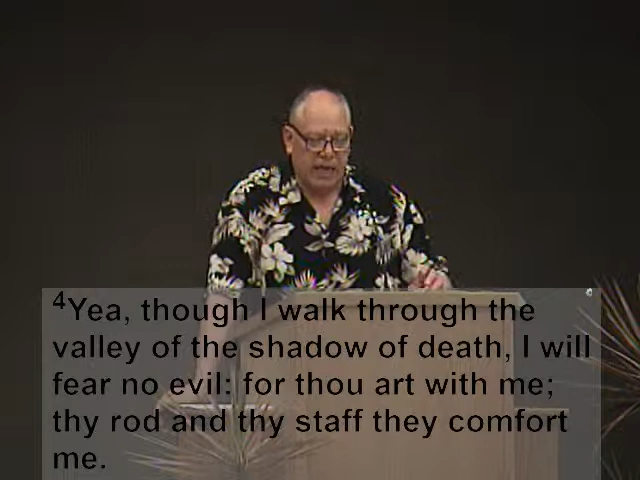 ⁴Yea, though I walk through the
valley of the shadow of death, I will
fear no evil: for thou art with me;
thy rod and thy staff they comfort
me.